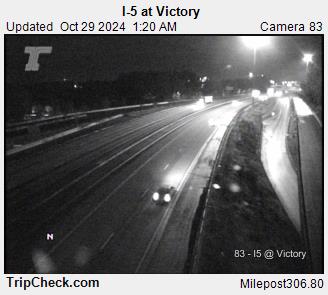 I-5 at Victory
Updated Oct 29 2024 1:20 AM Camera 83
T
N
83 - I5 @ Victory
TripCheck.com Milepost306.80